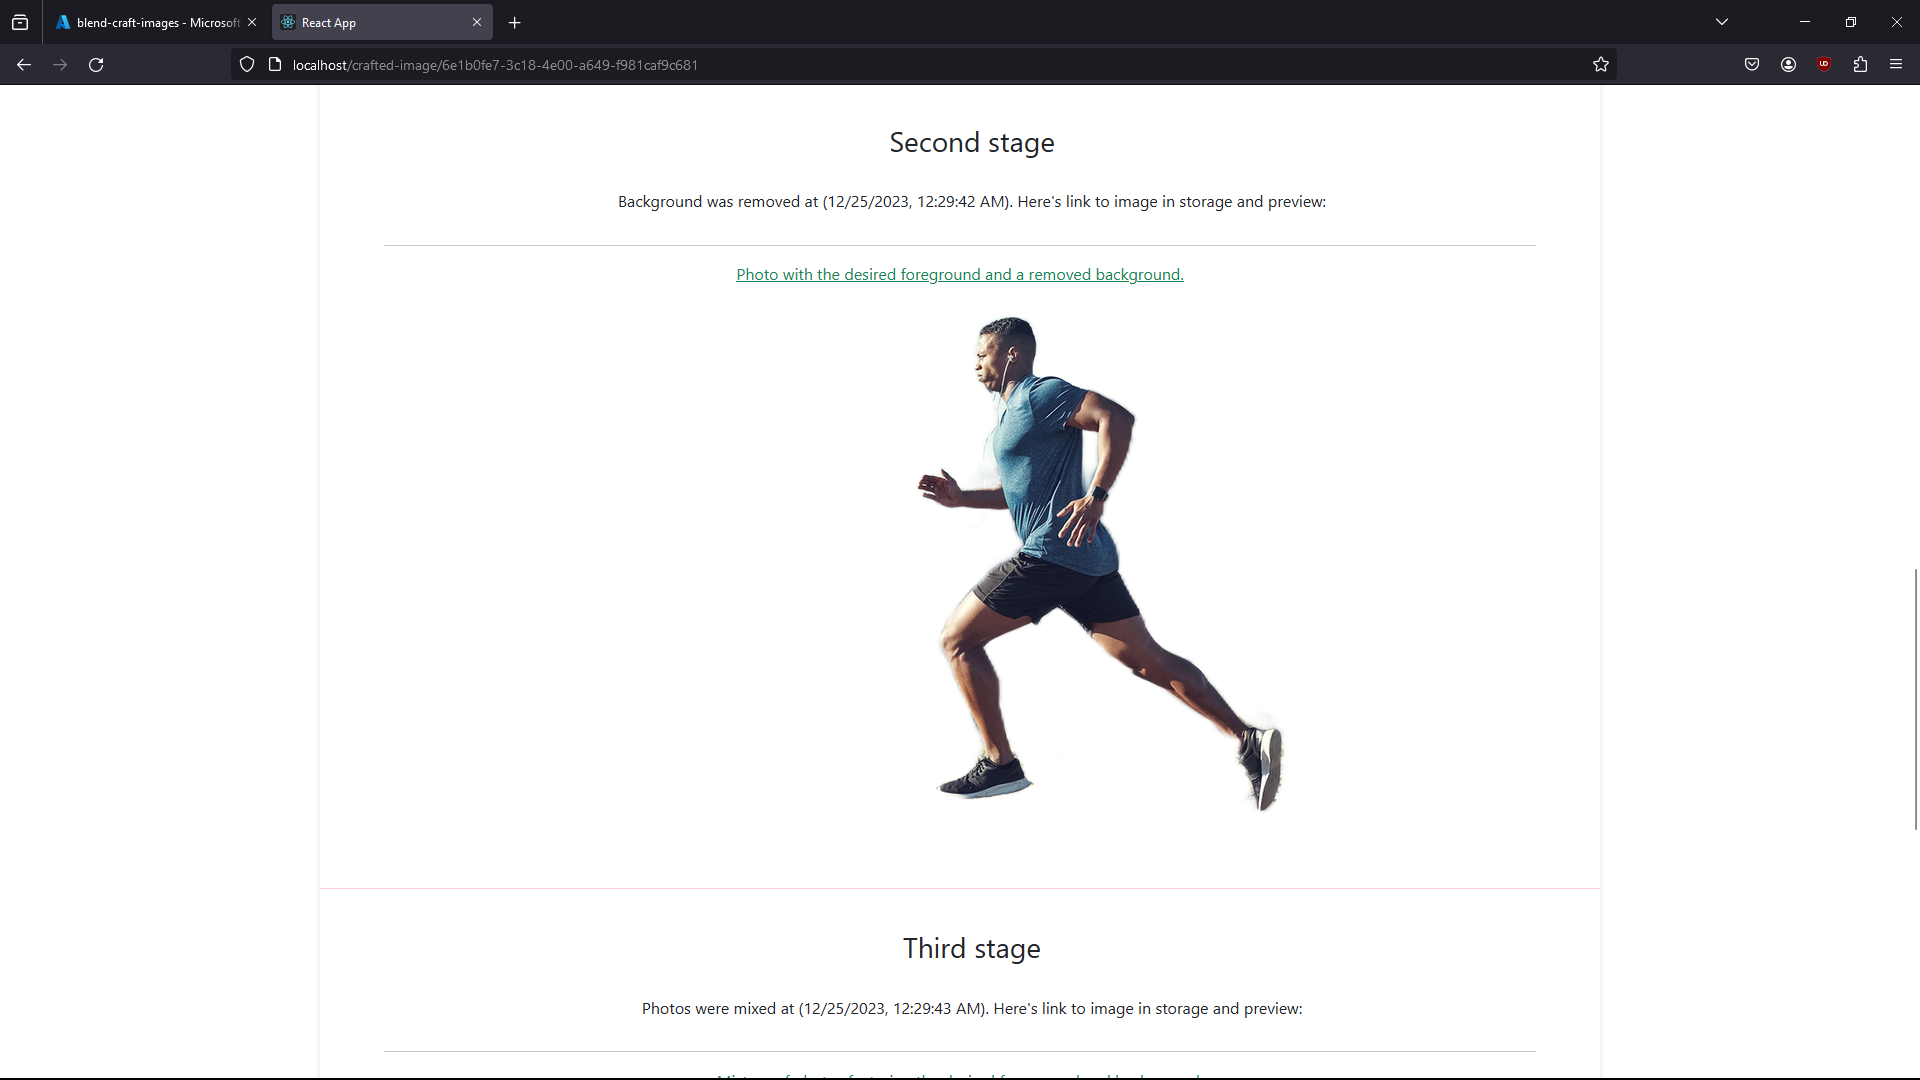 blend-craft-images - Microsoft
React App
localhost/crafted-image/6e1b0fe7-3c18-4e00-a649-f981caf9c681
Second stage
Background was removed at (12/25/2023, 12:29:42 AM). Here's link to image in storage and preview:
Photo with the desired foreground and a removed background.
Third stage
Photos were mixed at (12/25/2023, 12:29:43 AM). Here's link to image in storage and preview: